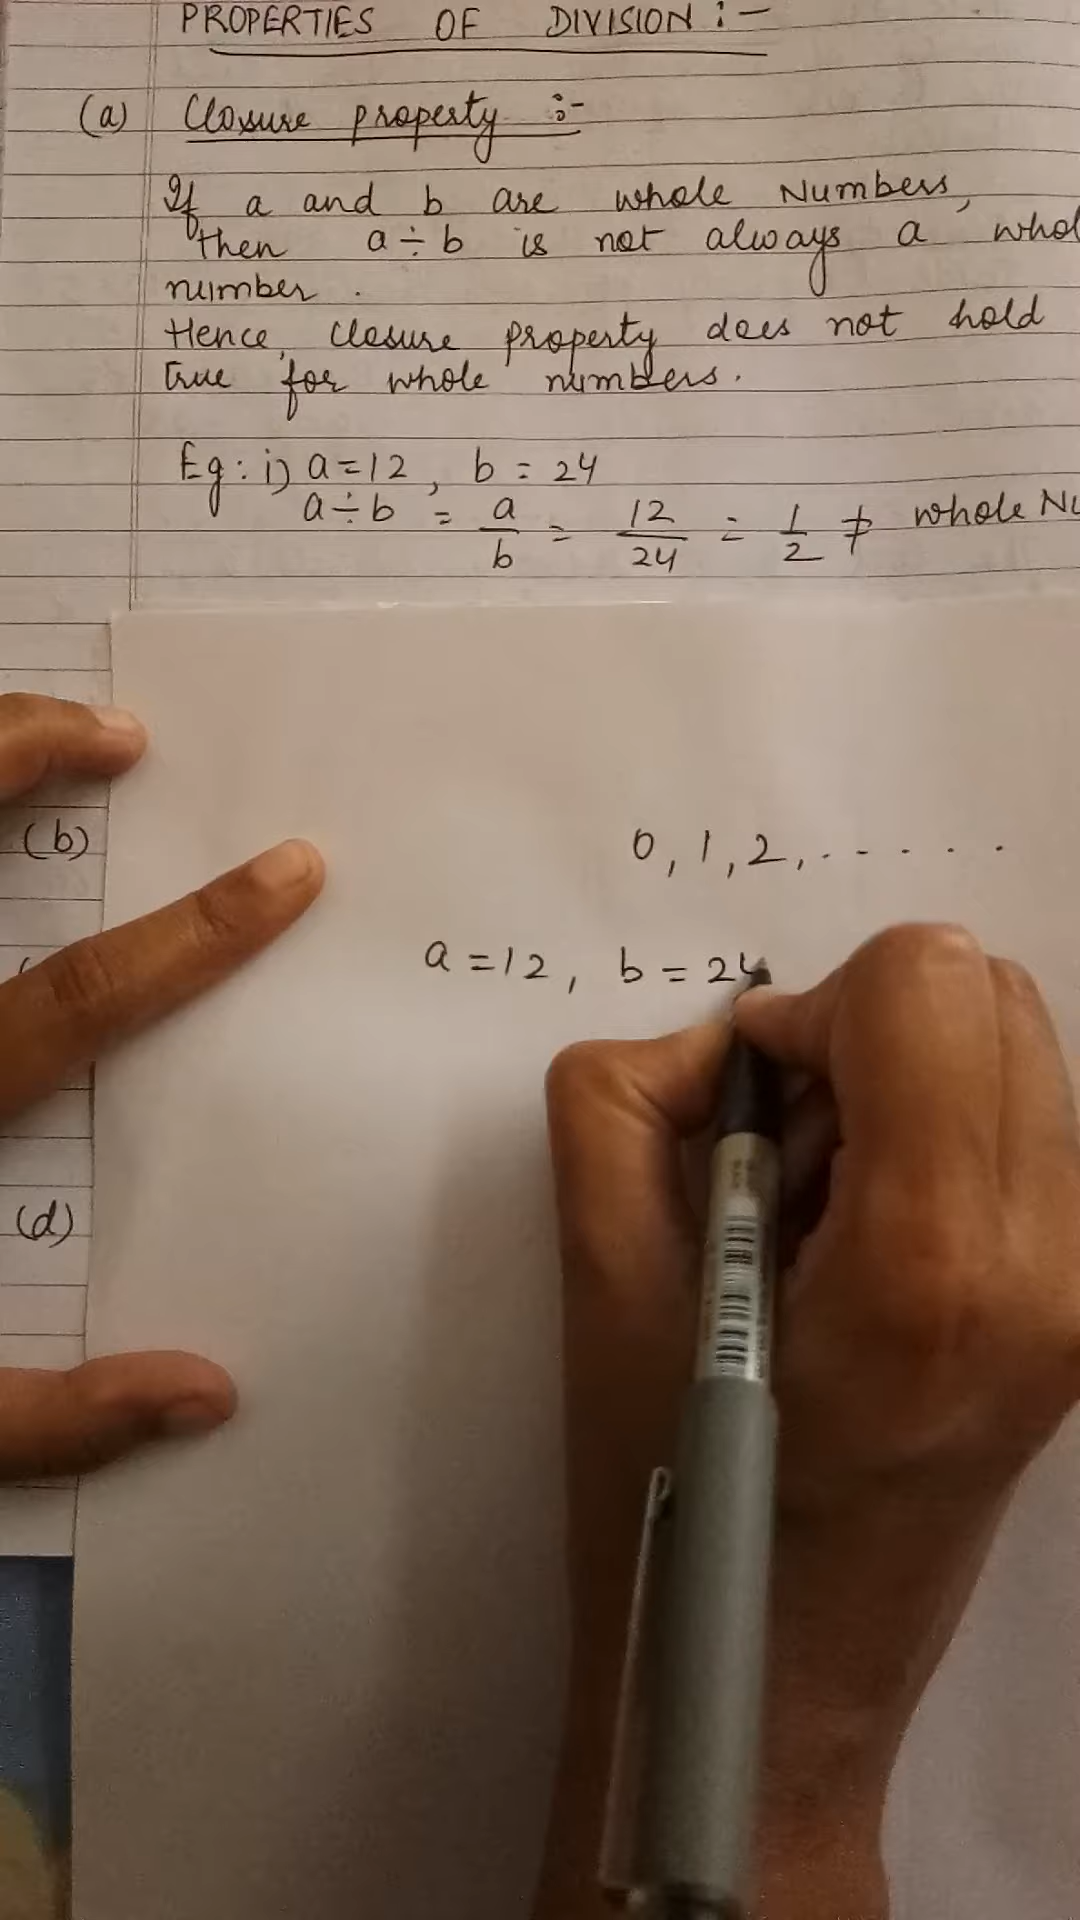 PROPERTIES OF DIVISION :-
(a) Closure property :-
If a and b are whole Numbers,
then a ÷ b is not always a whol
number.
Hence, closure property does not hold
true for whole numbers.
Eg: i) a = 12, b = 24
a ÷ b = a/b = 12/24 = 1/2 ≠ whole Nu
(b)
0, 1, 2, . - - . . .
a = 12, b = 24
(d)